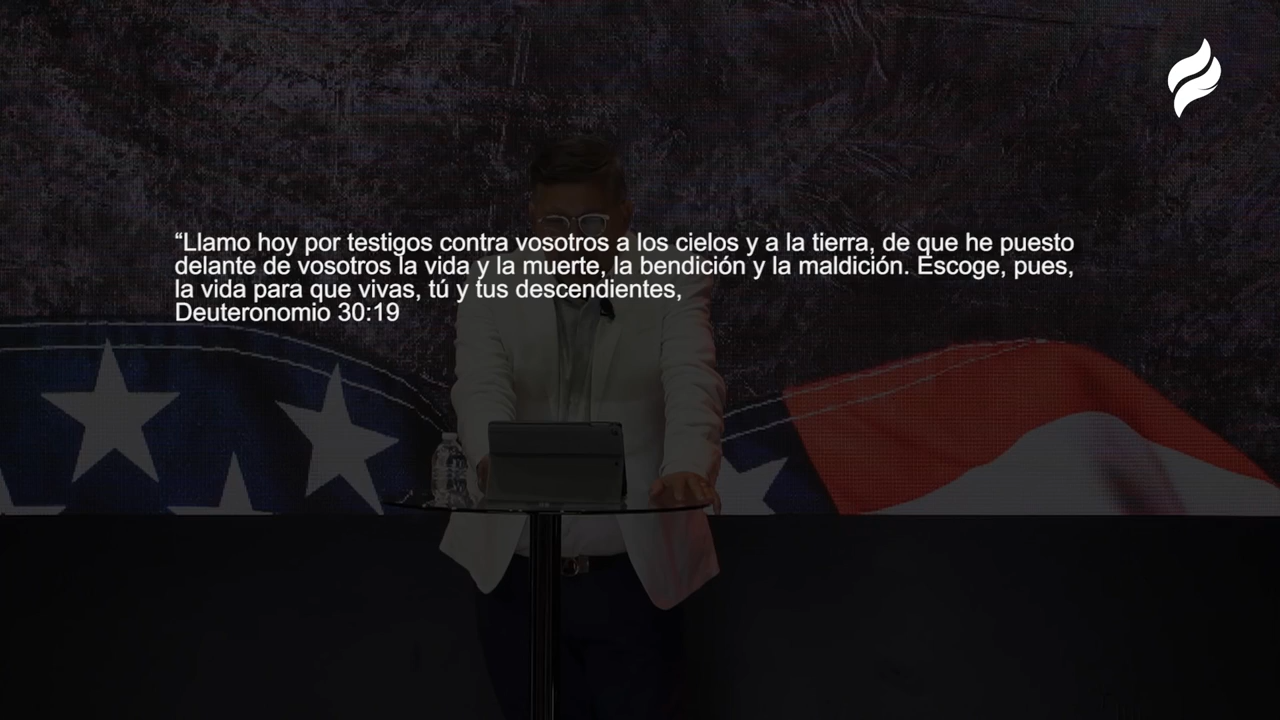 “Llamo hoy por testigos contra vosotros a los cielos y a la tierra, de que he puesto
delante de vosotros la vida y la muerte, la bendición y la maldición. Escoge, pues,
la vida para que vivas, tú y tus descendientes,
Deuteronomio 30:19